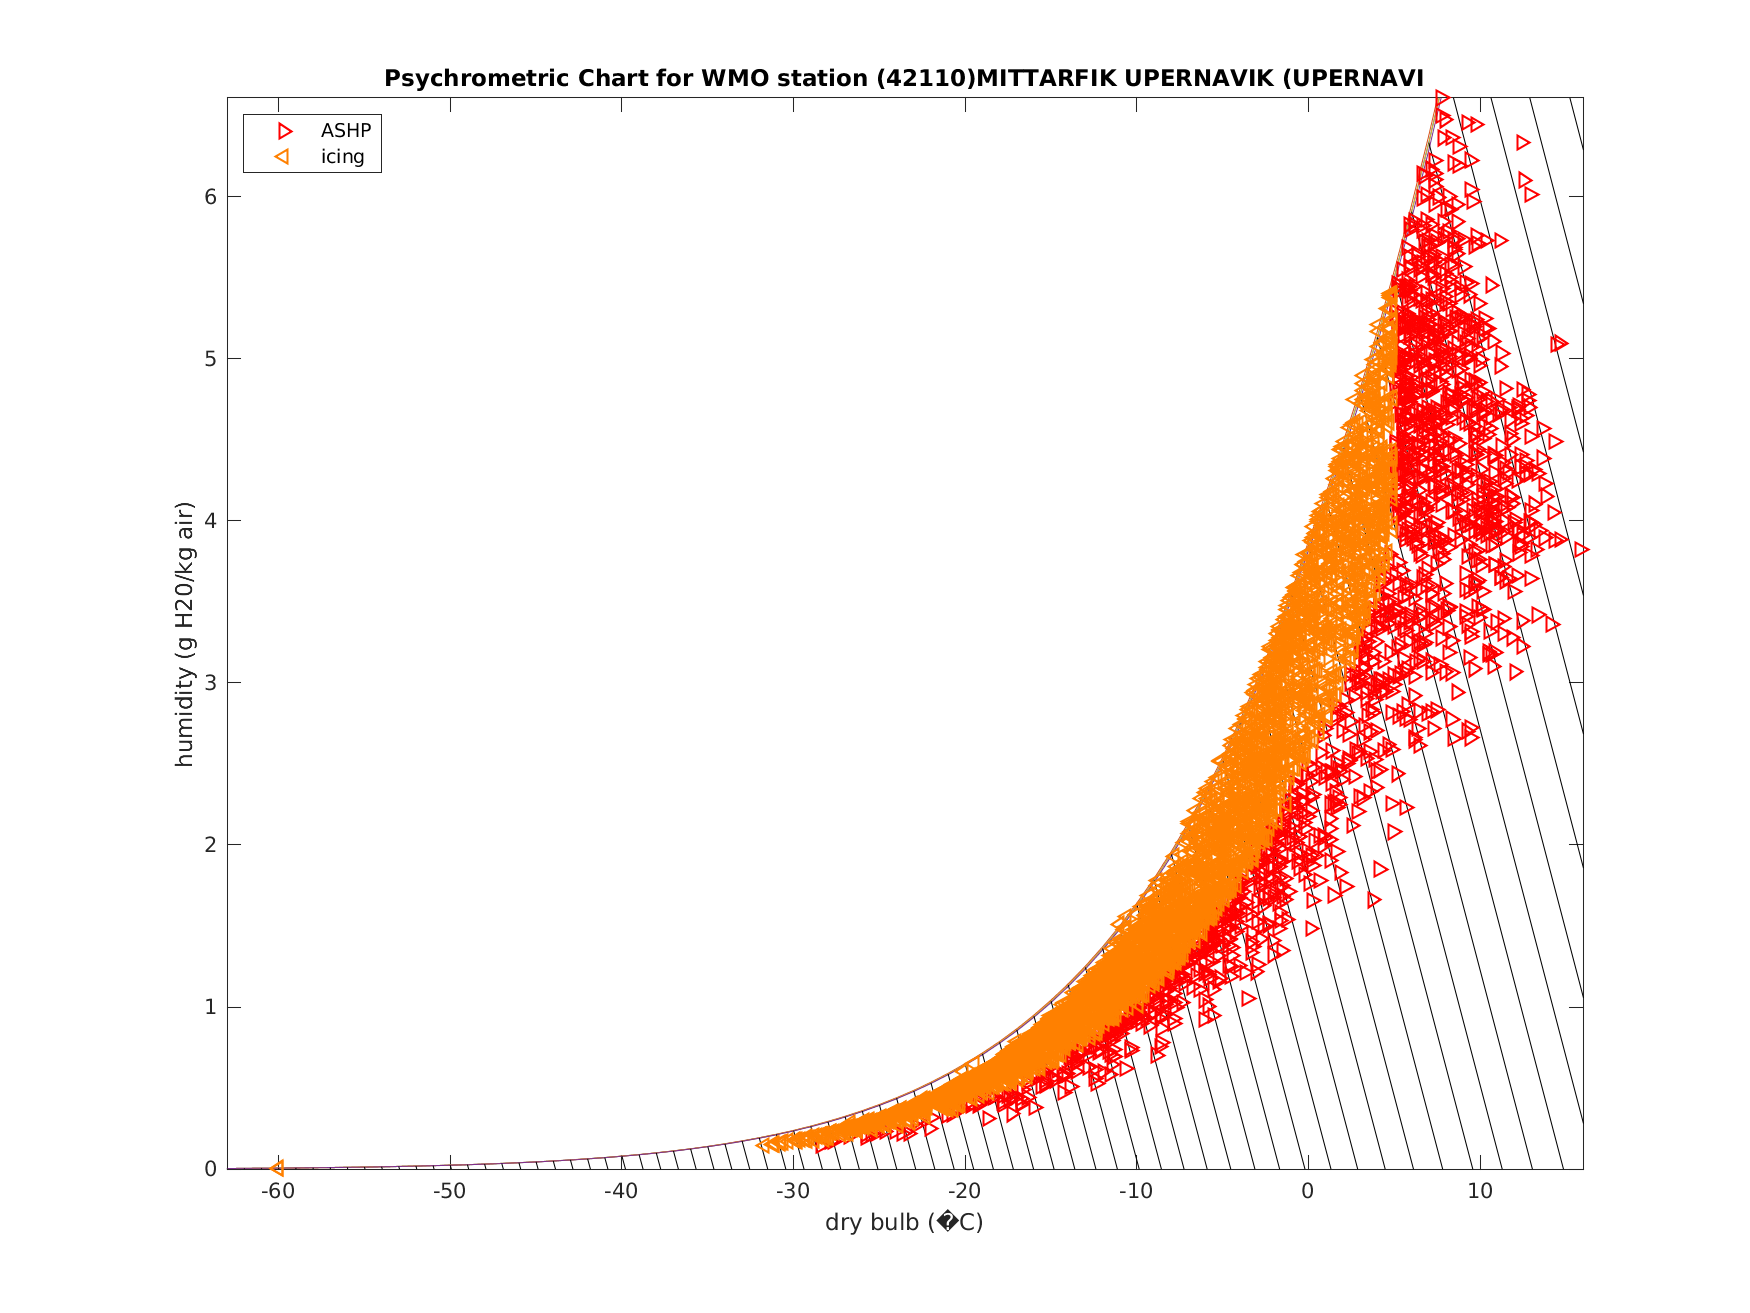 Psychrometric Chart for WMO station (42110)MITTARFIK UPERNAVIK (UPERNAVI
ASHP
icing
6
5
4
3
2
1
0
humidity (g H20/kg air)
-60 -50 -40 -30 -20 -10 0 10
dry bulb (�C)